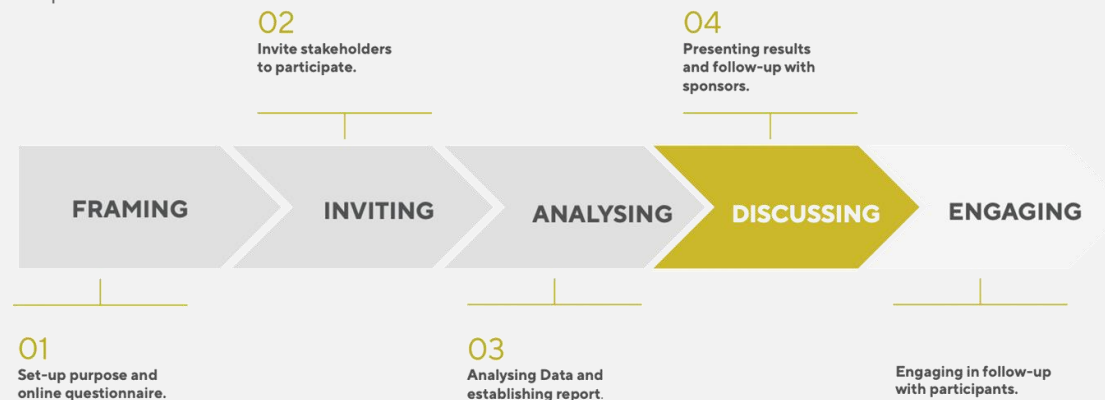 02
Invite stakeholders
to participate.
04
Presenting results
and follow-up with
sponsors.
FRAMING
INVITING
ANALYSING
DISCUSSING
ENGAGING
01
Set-up purpose and
online questionnaire.
03
Analysing Data and
establishing report.
Engaging in follow-up
with participants.